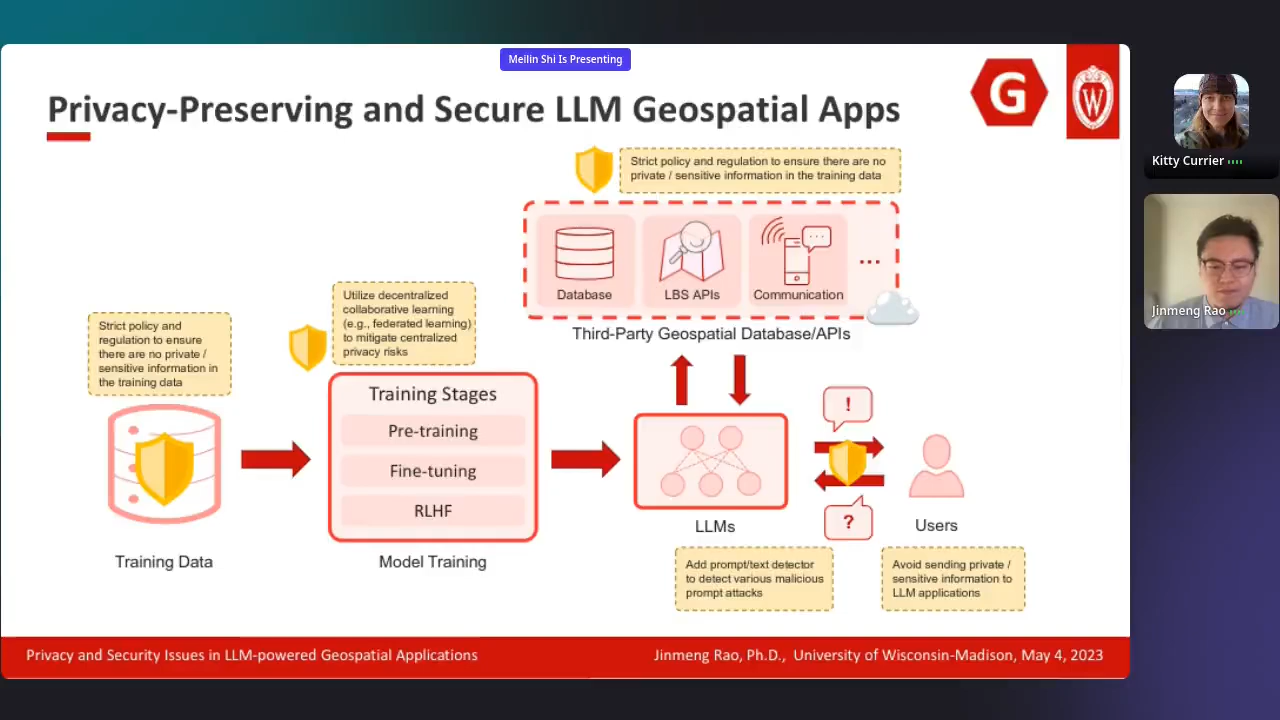 Meilin Shi Is Presenting
Privacy-Preserving and Secure LLM Geospatial Apps
G
W
Kitty Currier
Jinmeng Rao
Strict policy and regulation to ensure there are no
private / sensitive information in the training data
Database
LBS APIs
Communication
...
Third-Party Geospatial Database/APIs
Utilize decentralized
collaborative learning
(e.g., federated learning)
to mitigate centralized
privacy risks
Strict policy and
regulation to ensure
there are no private /
sensitive information in
the training data
Training Stages
Pre-training
Fine-tuning
RLHF
!
?
Training Data
Model Training
LLMs
Users
Add prompt/text detector
to detect various malicious
prompt attacks
Avoid sending private /
sensitive information to
LLM applications
Privacy and Security Issues in LLM-powered Geospatial Applications
Jinmeng Rao, Ph.D., University of Wisconsin-Madison, May 4, 2023